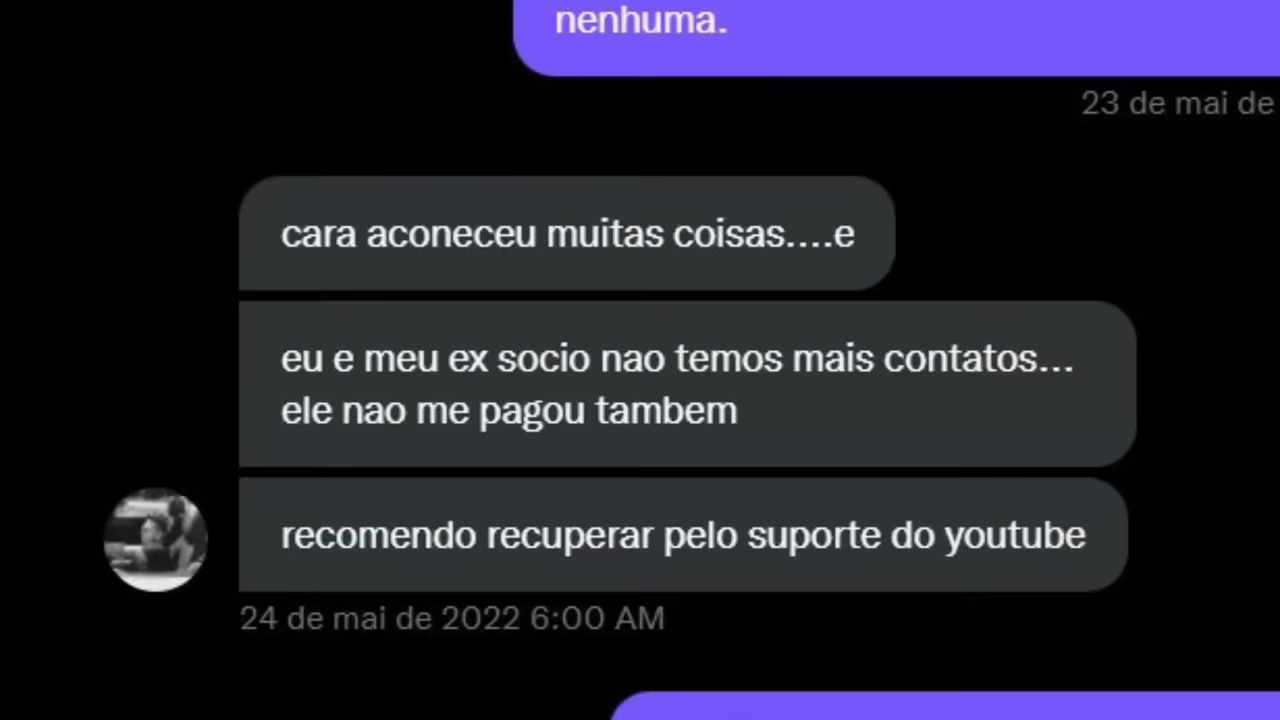 nenhuma.
23 de mai de
cara aconeceu muitas coisas....e
eu e meu ex socio nao temos mais contatos...
ele nao me pagou tambem
recomendo recuperar pelo suporte do youtube
24 de mai de 2022 6:00 AM